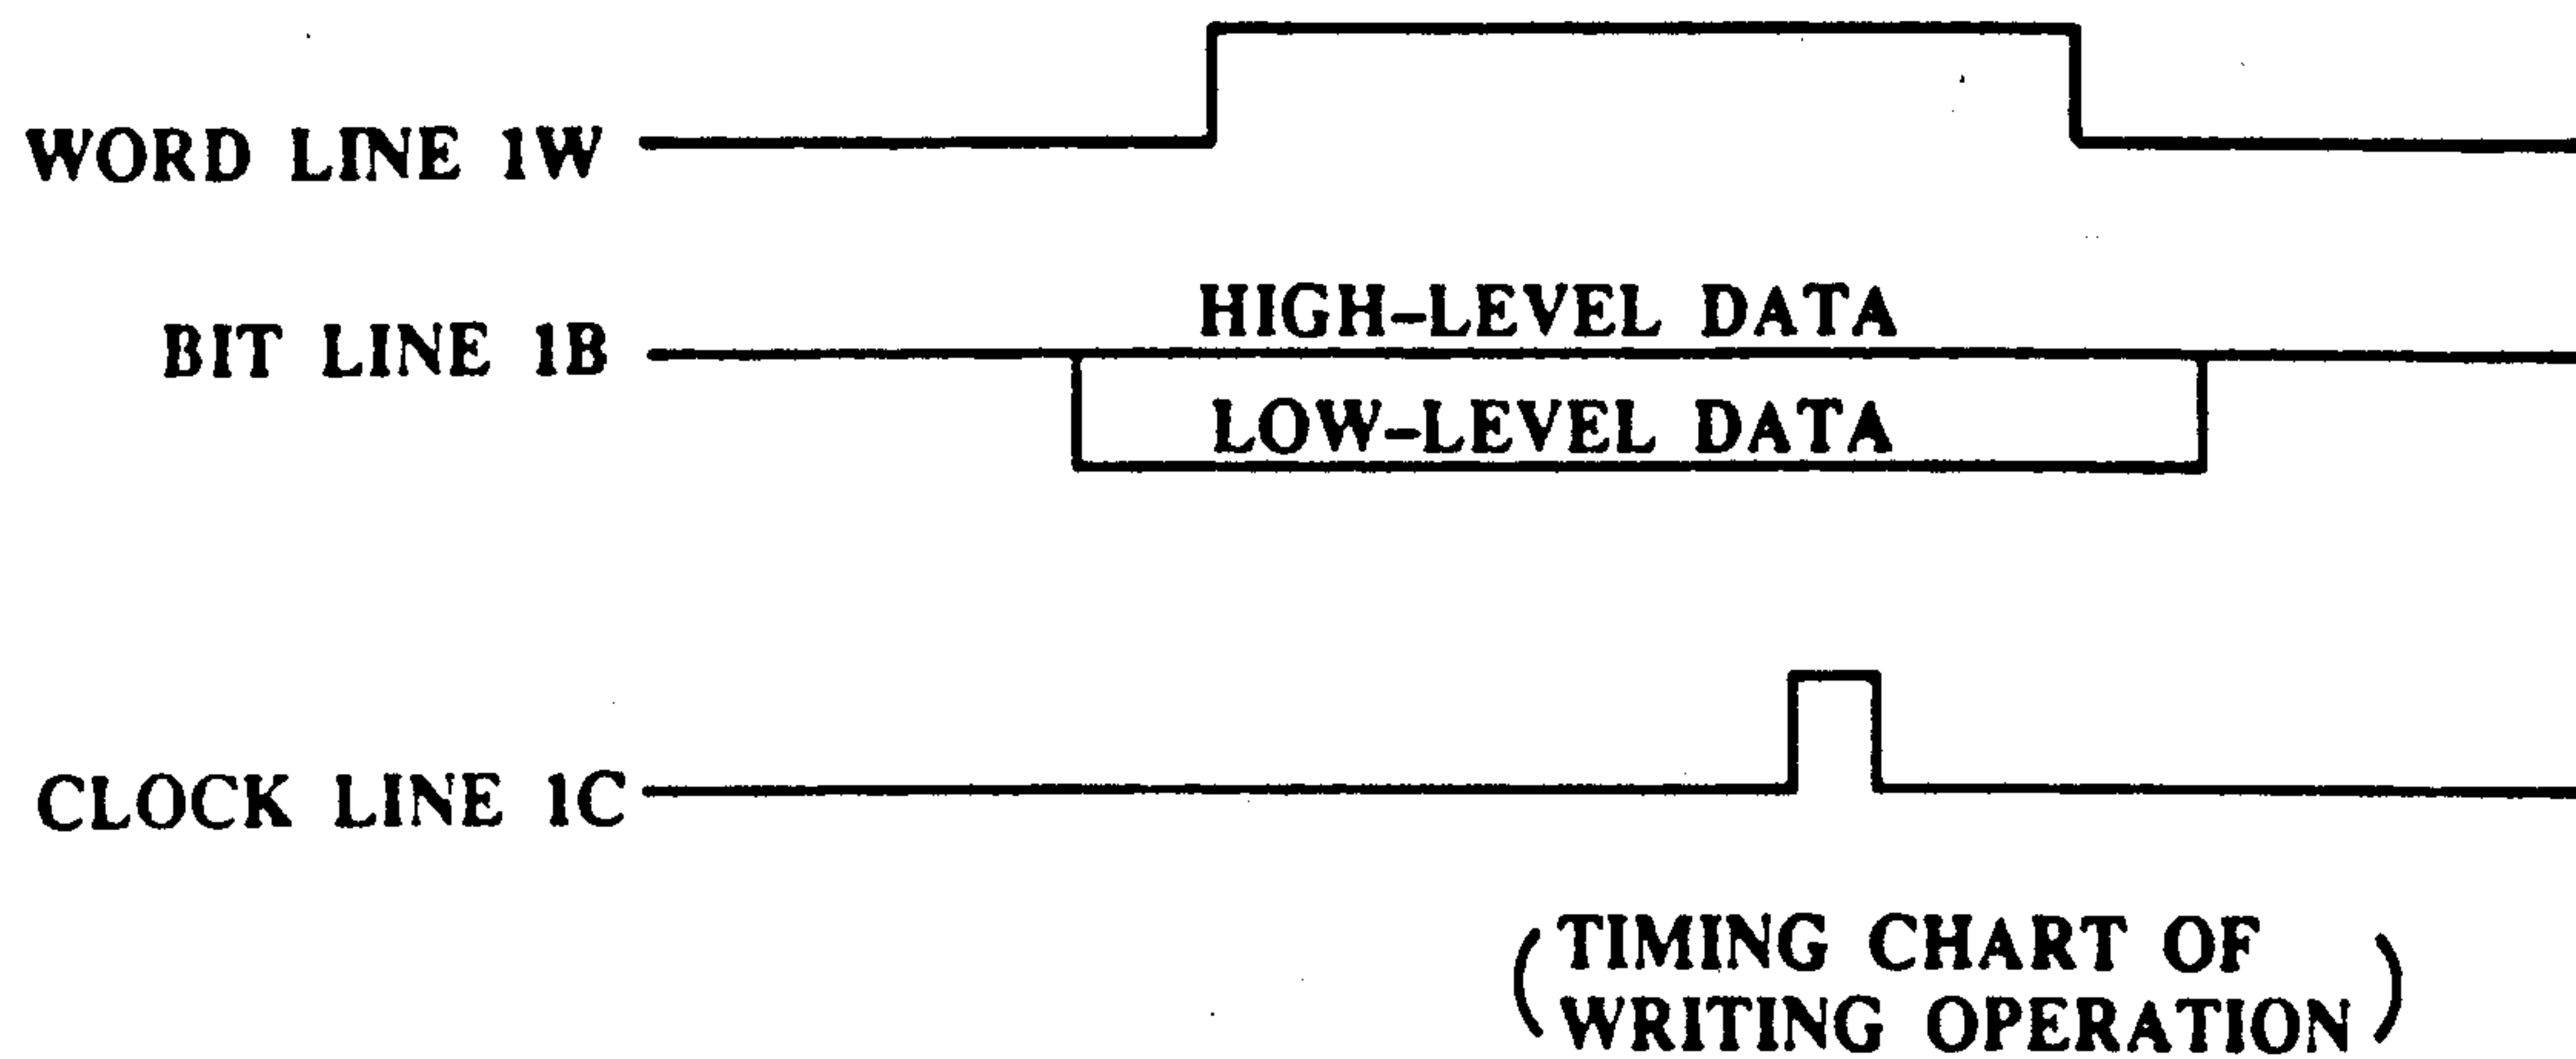 WORD LINE 1W
BIT LINE 1B
HIGH-LEVEL DATA
LOW-LEVEL DATA
CLOCK LINE 1C
(TIMING CHART OF
WRITING OPERATION)